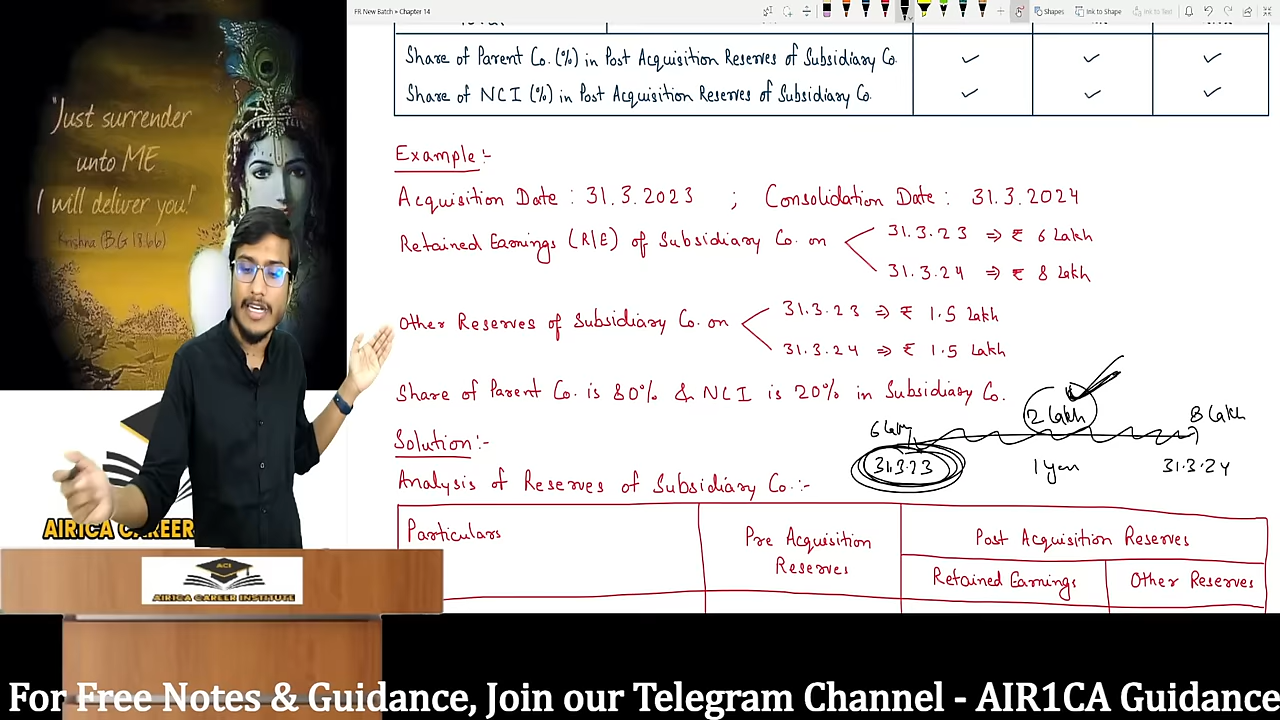 FR New Batch » Chapter 14
Shapes
Ink to Shape
Ink to Text
Share of Parent Co. (%) in Post Acquisition Reserves of Subsidiary Co.
Share of NCI (%) in Post Acquisition Reserves of Subsidiary Co.
"Just surrender
unto ME
I will deliver you!"
- Krishna (B.G 18:66)
Example :-
Acquisition Date : 31.3.2023 ; Consolidation Date : 31.3.2024
Retained Earnings (R/E) of Subsidiary Co. on
31.3.23 ⇒ ₹ 6 Lakh
31.3.24 ⇒ ₹ 8 Lakh
Other Reserves of Subsidiary Co. on
31.3.23 ⇒ ₹ 1.5 Lakh
31.3.24 ⇒ ₹ 1.5 Lakh
Share of Parent Co. is 80% & NCI is 20% in Subsidiary Co.
6 Lakh
2 Lakh
8 Lakh
31.3.23
1 year
31.3.24
Solution :-
Analysis of Reserves of Subsidiary Co. :-
Particulars
Pre Acquisition
Reserves
Post Acquisition Reserves
Retained Earnings
Other Reserves
AIR1CA CAREER
ACI
AIR1CA CAREER INSTITUTE
For Free Notes & Guidance, Join our Telegram Channel - AIR1CA Guidance